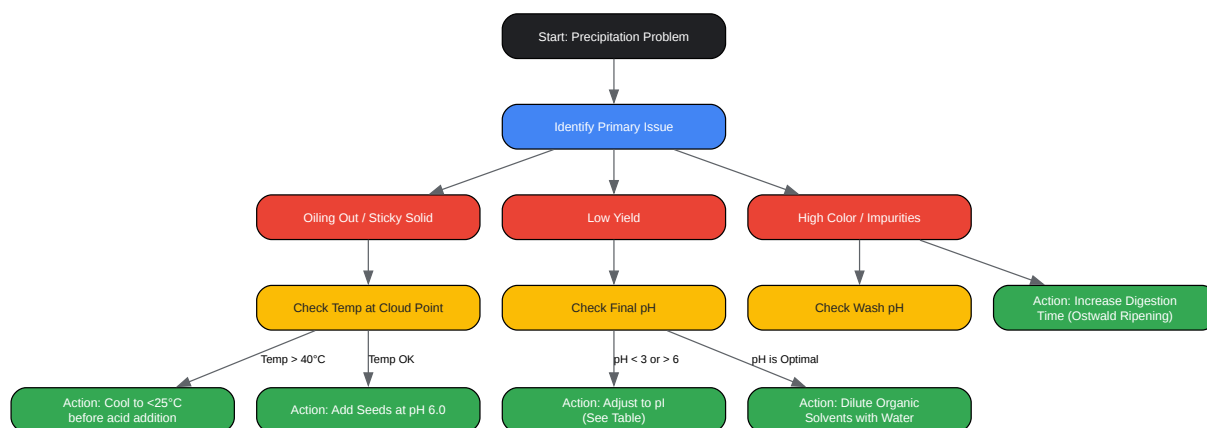 Start: Precipitation Problem
Identify Primary Issue
Oiling Out / Sticky Solid
Low Yield
High Color / Impurities
Check Temp at Cloud Point
Check Final pH
Check Wash pH
Action: Increase Digestion
Time (Ostwald Ripening)
Temp > 40°C
Temp OK
pH < 3 or > 6
pH is Optimal
Action: Cool to <25°C
before acid addition
Action: Add Seeds at pH 6.0
Action: Adjust to pI
(See Table)
Action: Dilute Organic
Solvents with Water